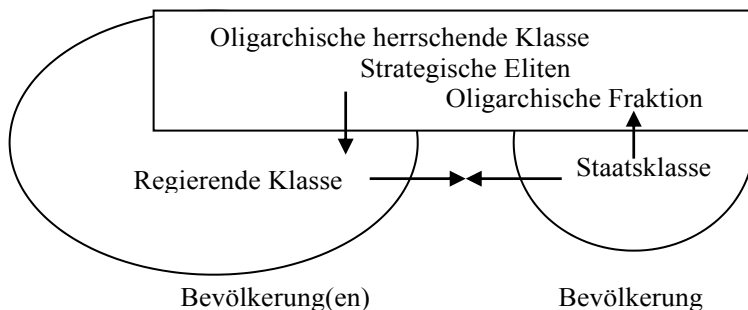 Oligarchische herrschende Klasse
Strategische Eliten
Oligarchische Fraktion
Regierende Klasse
Staatsklasse
Bevölkerung(en)
Bevölkerung